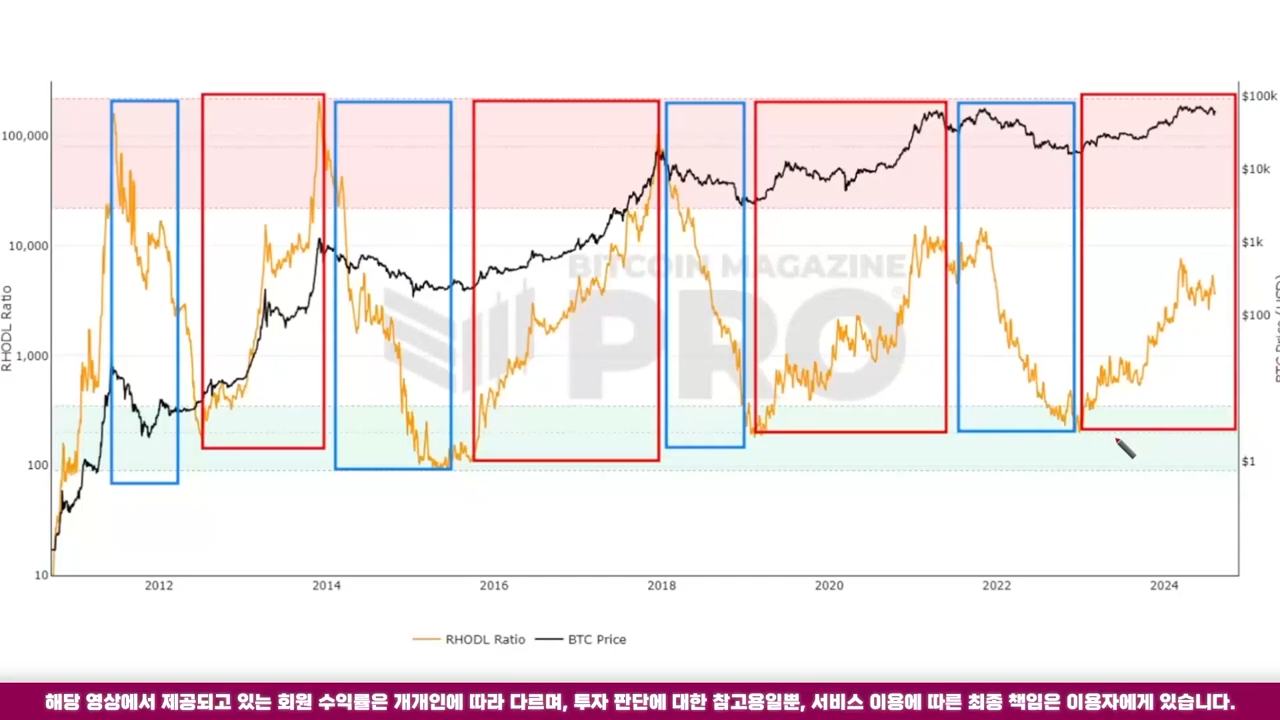 $100k
100,000
$10k
10,000
$1k
BITCOIN MAGAZINE
PRO®
RHODL Ratio
$100
1,000
100
$1
10
2012
2014
2016
2018
2020
2022
2024
RHODL Ratio
BTC Price
해당 영상에서 제공되고 있는 회원 수익률은 개개인에 따라 다르며, 투자 판단에 대한 참고용일뿐, 서비스 이용에 따른 최종 책임은 이용자에게 있습니다.